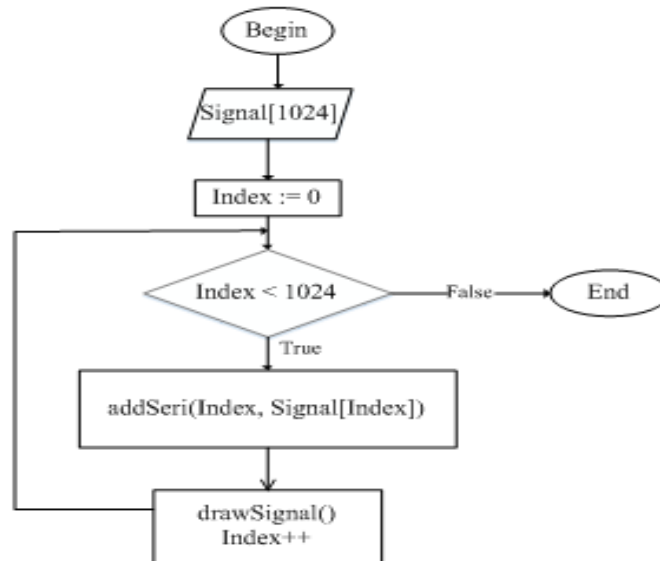 Begin
Signal[1024]
Index := 0
Index < 1024
False
End
True
addSeri(Index, Signal[Index])
drawSignal()
Index++